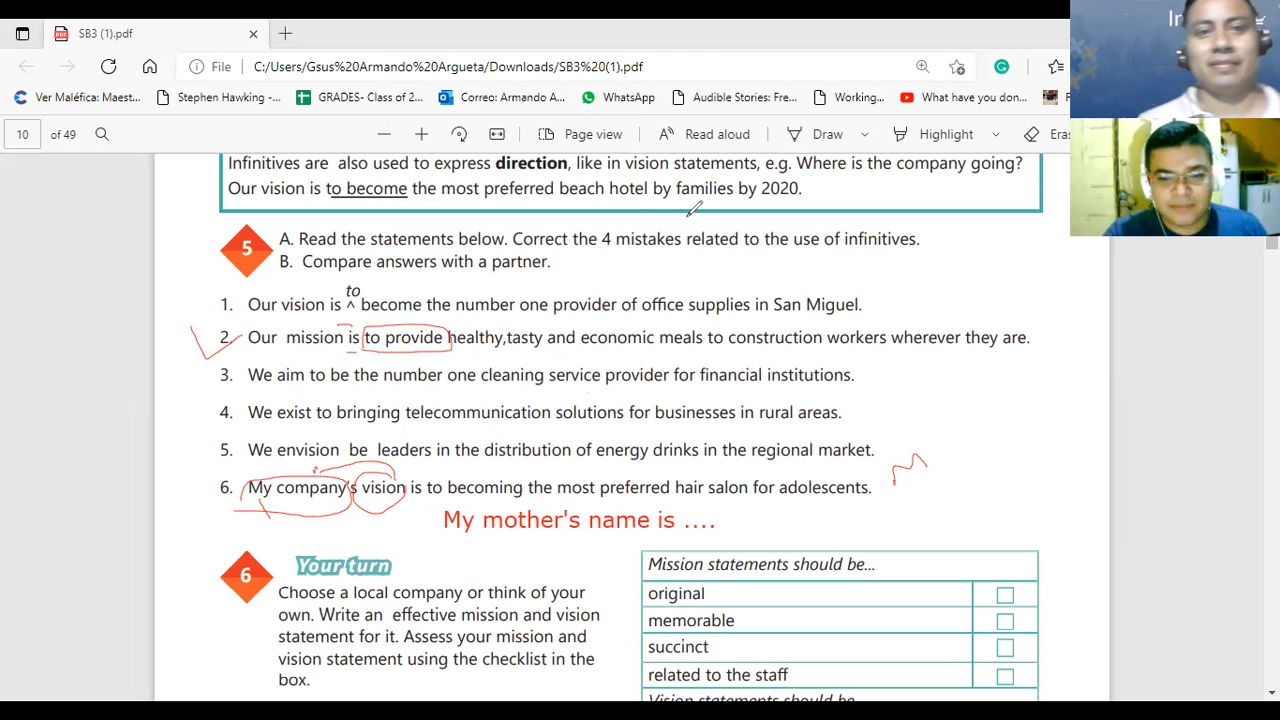 SB3 (1).pdf
File
C:/Users/Gsus%20Armando%20Argueta/Downloads/SB3%20(1).pdf
Ver Maléfica: Maest...
Stephen Hawking -...
GRADES- Class of 2...
Correo: Armando A...
WhatsApp
Audible Stories: Fre...
Working...
What have you don...
10 of 49
Page view
Read aloud
Draw
Highlight
Eras
Infinitives are also used to express direction, like in vision statements, e.g. Where is the company going?
Our vision is to become the most preferred beach hotel by families by 2020.
5 A. Read the statements below. Correct the 4 mistakes related to the use of infinitives.
B. Compare answers with a partner.
to
1. Our vision is ^ become the number one provider of office supplies in San Miguel.
2. Our mission is to provide healthy,tasty and economic meals to construction workers wherever they are.
3. We aim to be the number one cleaning service provider for financial institutions.
4. We exist to bringing telecommunication solutions for businesses in rural areas.
5. We envision be leaders in the distribution of energy drinks in the regional market.
6. My company's vision is to becoming the most preferred hair salon for adolescents.
My mother's name is ....
6 Your turn
Choose a local company or think of your
own. Write an effective mission and vision
statement for it. Assess your mission and
vision statement using the checklist in the
box.
Mission statements should be...
original
memorable
succinct
related to the staff
Vision statements should be